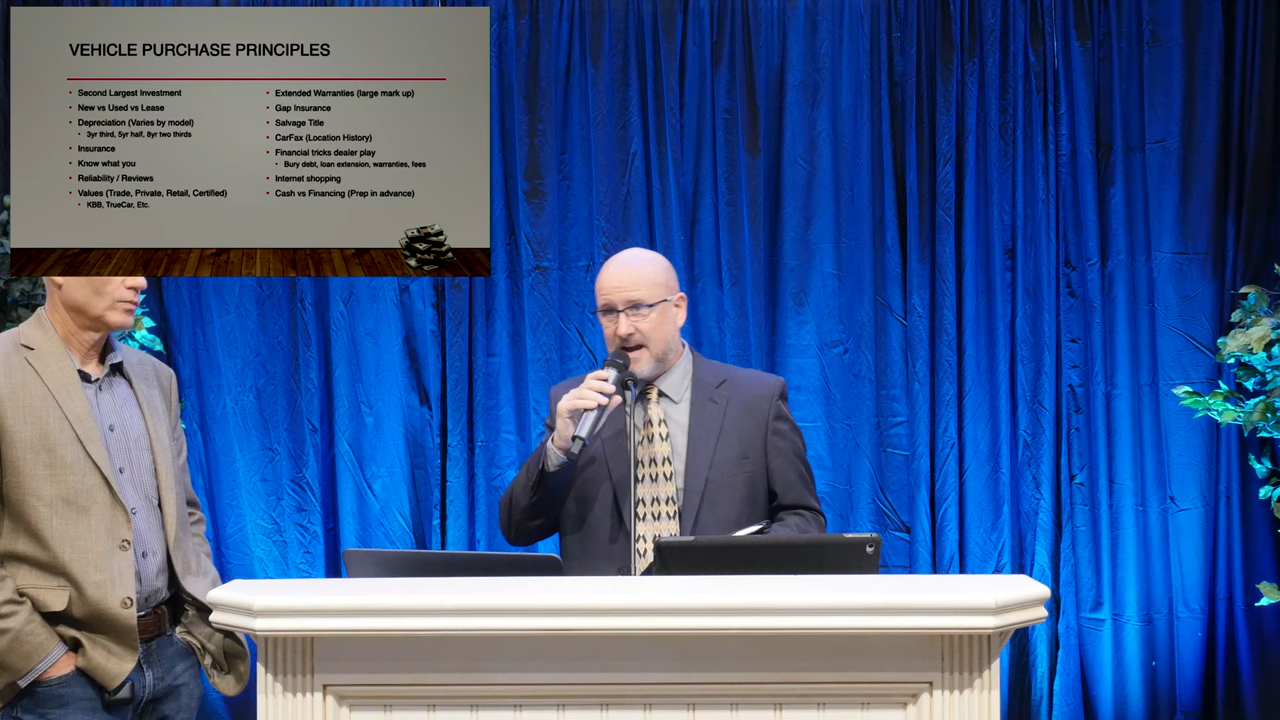 VEHICLE PURCHASE PRINCIPLES
Second Largest Investment
New vs Used vs Lease
Depreciation (Varies by model)
3yr third, 5yr half, 8yr two thirds
Insurance
Know what you
Reliability / Reviews
Values (Trade, Private, Retail, Certified)
KBB, TrueCar, Etc.
Extended Warranties (large mark up)
Gap Insurance
Salvage Title
CarFax (Location History)
Financial tricks dealer play
Bury debt, loan extension, warranties, fees
Internet shopping
Cash vs Financing (Prep in advance)